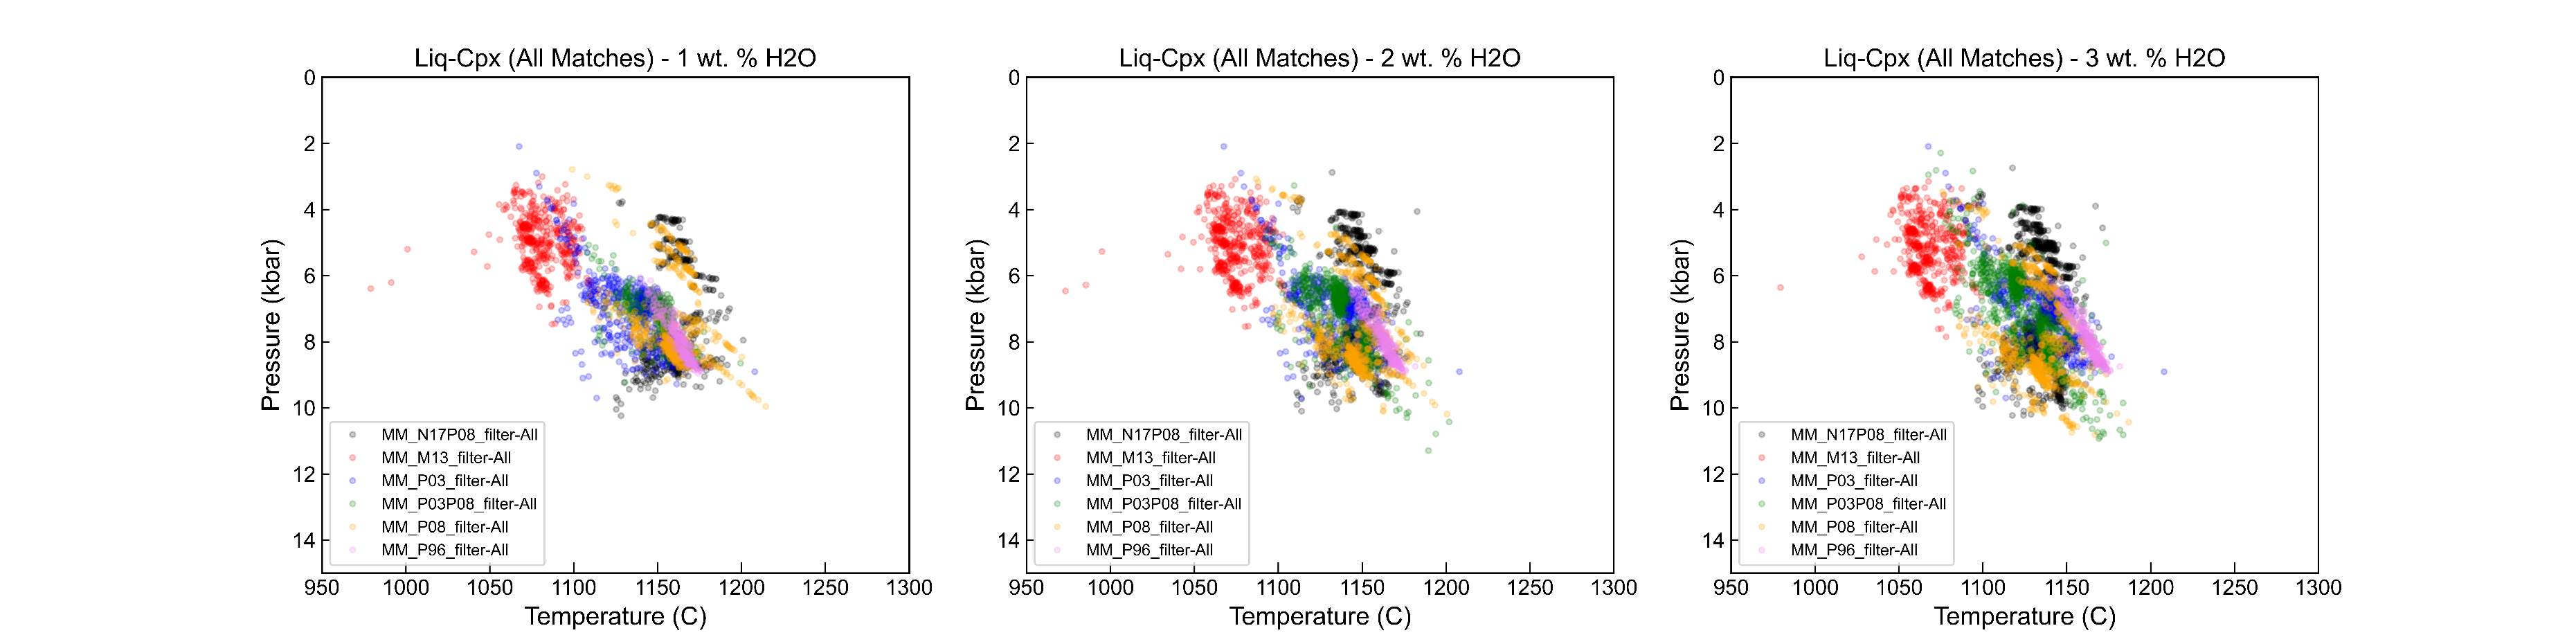 Liq-Cpx (All Matches) - 1 wt. % H2O
0
2
4
6
8
10
12
14
Pressure (kbar)
MM_N17P08_filter-All
MM_M13_filter-All
MM_P03_filter-All
MM_P03P08_filter-All
MM_P08_filter-All
MM_P96_filter-All
950 1000 1050 1100 1150 1200 1250 1300
Temperature (C)
Liq-Cpx (All Matches) - 2 wt. % H2O
0
2
4
6
8
10
12
14
Pressure (kbar)
MM_N17P08_filter-All
MM_M13_filter-All
MM_P03_filter-All
MM_P03P08_filter-All
MM_P08_filter-All
MM_P96_filter-All
950 1000 1050 1100 1150 1200 1250 1300
Temperature (C)
Liq-Cpx (All Matches) - 3 wt. % H2O
0
2
4
6
8
10
12
14
Pressure (kbar)
MM_N17P08_filter-All
MM_M13_filter-All
MM_P03_filter-All
MM_P03P08_filter-All
MM_P08_filter-All
MM_P96_filter-All
950 1000 1050 1100 1150 1200 1250 1300
Temperature (C)